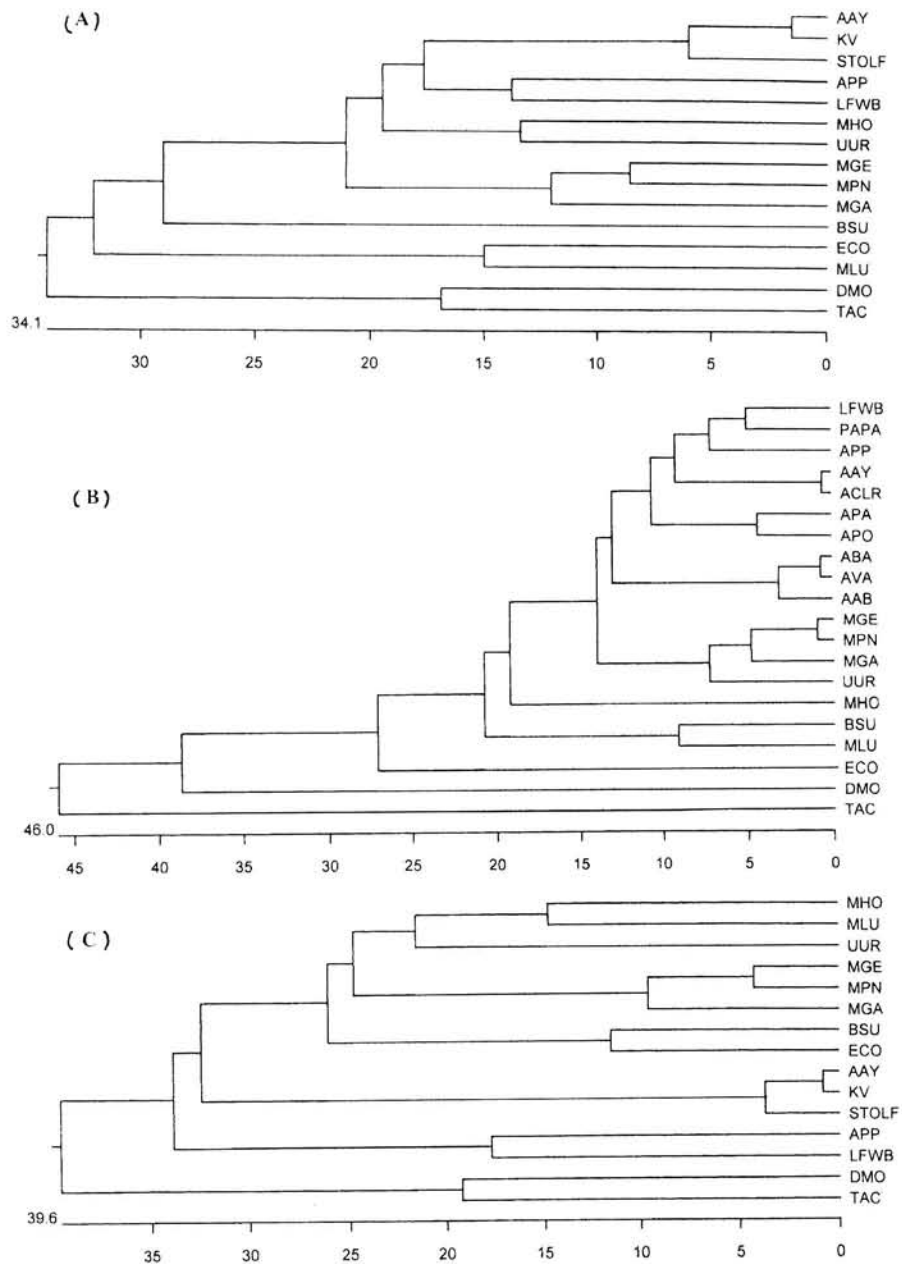 (A)
AAY
KV
STOLF
APP
LFWB
MHO
UUR
MGE
MPN
MGA
BSU
ECO
MLU
DMO
TAC
34.1
30 25 20 15 10 5 0
(B)
LFWB
PAPA
APP
AAY
ACLR
APA
APO
ABA
AVA
AAB
MGE
MPN
MGA
UUR
MHO
BSU
MLU
ECO
DMO
TAC
46.0
45 40 35 30 25 20 15 10 5 0
(C)
MHO
MLU
UUR
MGE
MPN
MGA
BSU
ECO
AAY
KV
STOLF
APP
LFWB
DMO
TAC
39.6
35 30 25 20 15 10 5 0